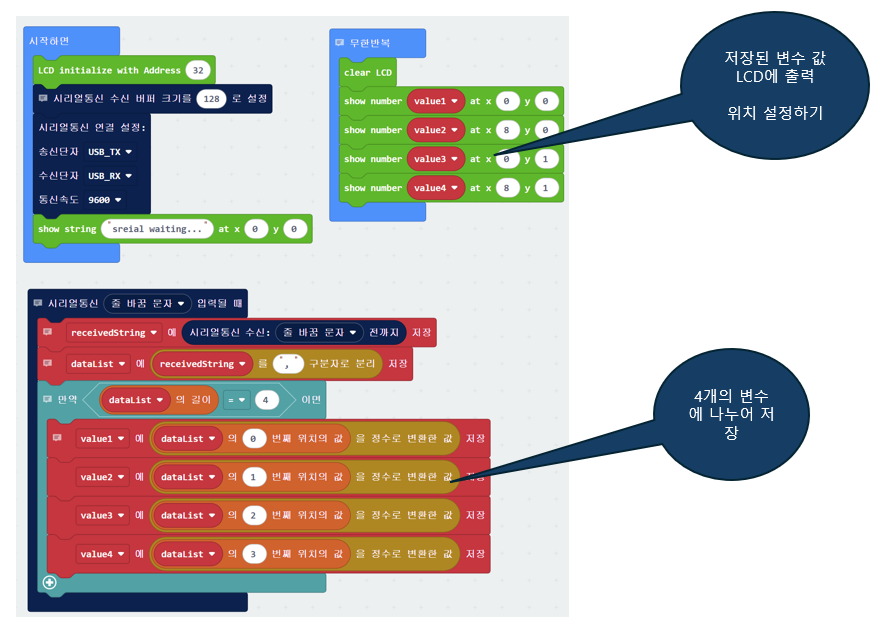 시작하면
LCD initialize with Address 32
시리얼통신 수신 버퍼 크기를 128 로 설정
시리얼통신 연결 설정:
송신단자 USB_TX
수신단자 USB_RX
통신속도 9600
show string "sreial waiting..." at x 0 y 0
무한반복
clear LCD
show number value1 at x 0 y 0
show number value2 at x 8 y 0
show number value3 at x 0 y 1
show number value4 at x 8 y 1
저장된 변수 값
LCD에 출력
위치 설정하기
시리얼통신 줄 바꿈 문자 입력될 때
receivedString 에 시리얼통신 수신: 줄 바꿈 문자 전까지 저장
dataList 에 receivedString 를 "," 구분자로 분리 저장
만약 dataList 의 길이 = 4 이면
value1 에 dataList 의 0 번째 위치의 값 을 정수로 변환한 값 저장
value2 에 dataList 의 1 번째 위치의 값 을 정수로 변환한 값 저장
value3 에 dataList 의 2 번째 위치의 값 을 정수로 변환한 값 저장
value4 에 dataList 의 3 번째 위치의 값 을 정수로 변환한 값 저장
4개의 변수
에 나누어 저
장